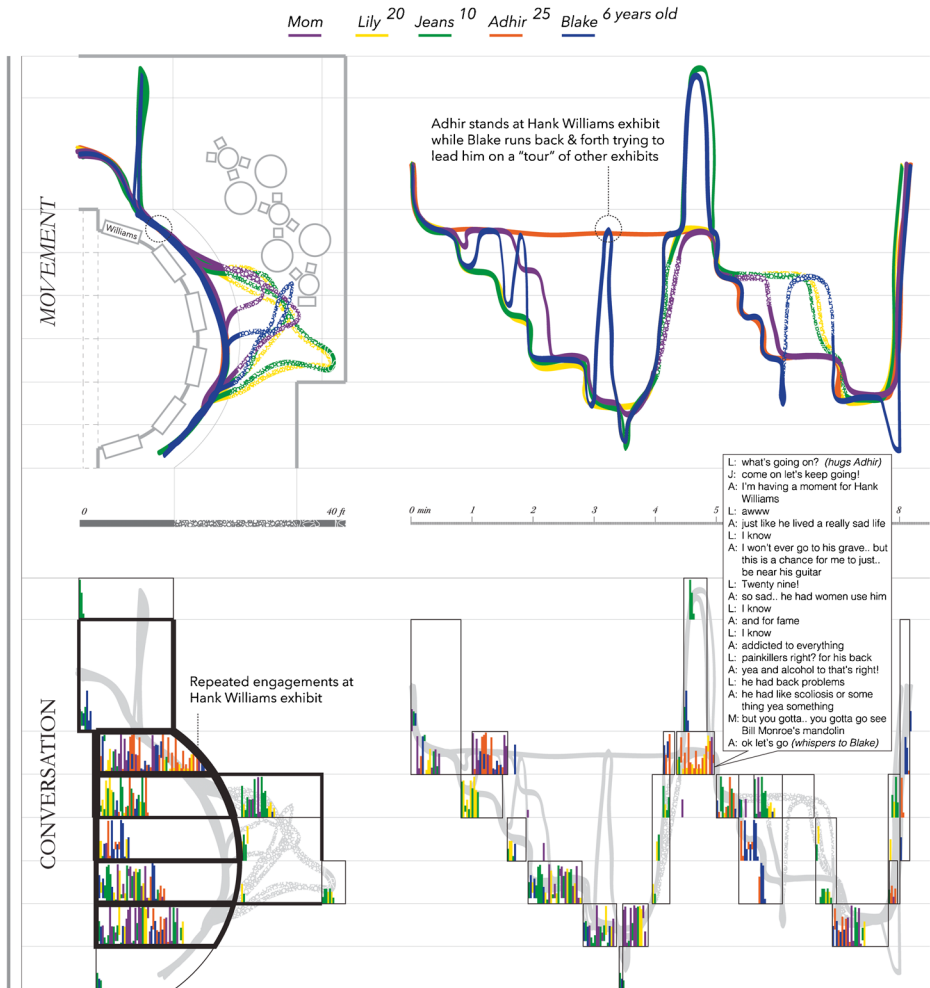 Mom Lily 20 Jeans 10 Adhir 25 Blake 6 years old
MOVEMENT
Williams
Adhir stands at Hank Williams exhibit
while Blake runs back & forth trying to
lead him on a "tour" of other exhibits
0 40 ft
0 min 1 2 3 4 5 8
L: what's going on? (hugs Adhir)
J: come on let's keep going!
A: I'm having a moment for Hank
Williams
L: awww
A: just like he lived a really sad life
L: I know
A: I won't ever go to his grave.. but
this is a chance for me to just..
be near his guitar
L: Twenty nine!
A: so sad.. he had women use him
L: I know
A: and for fame
L: I know
A: addicted to everything
L: painkillers right? for his back
A: yea and alcohol to that's right!
L: he had back problems
A: he had like scoliosis or some
thing yea something
M: but you gotta.. you gotta go see
Bill Monroe's mandolin
A: ok let's go (whispers to Blake)
CONVERSATION
Repeated engagements at
Hank Williams exhibit